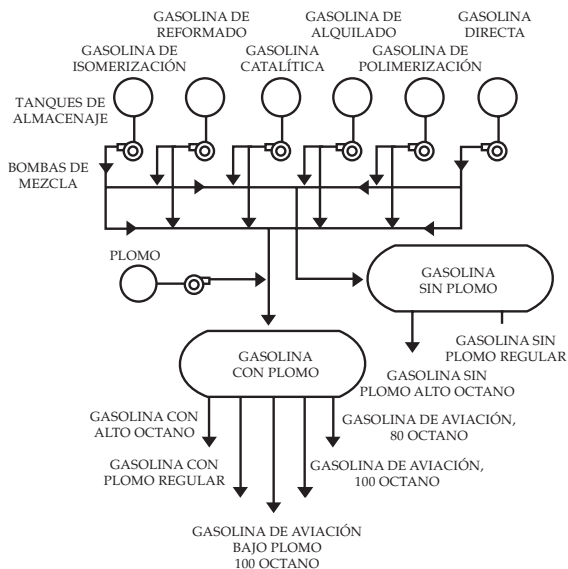 GASOLINA DE
REFORMADO
GASOLINA DE
ALQUILADO
GASOLINA
DIRECTA
GASOLINA DE
ISOMERIZACIÓN
GASOLINA
CATALÍTICA
GASOLINA DE
POLIMERIZACIÓN
TANQUES DE
ALMACENAJE
BOMBAS DE
MEZCLA
PLOMO
GASOLINA
SIN PLOMO
GASOLINA SIN
PLOMO REGULAR
GASOLINA SIN
PLOMO ALTO OCTANO
GASOLINA
CON PLOMO
GASOLINA CON
ALTO OCTANO
GASOLINA DE AVIACIÓN,
80 OCTANO
GASOLINA CON
PLOMO REGULAR
GASOLINA DE AVIACIÓN,
100 OCTANO
GASOLINA DE AVIACIÓN
BAJO PLOMO
100 OCTANO